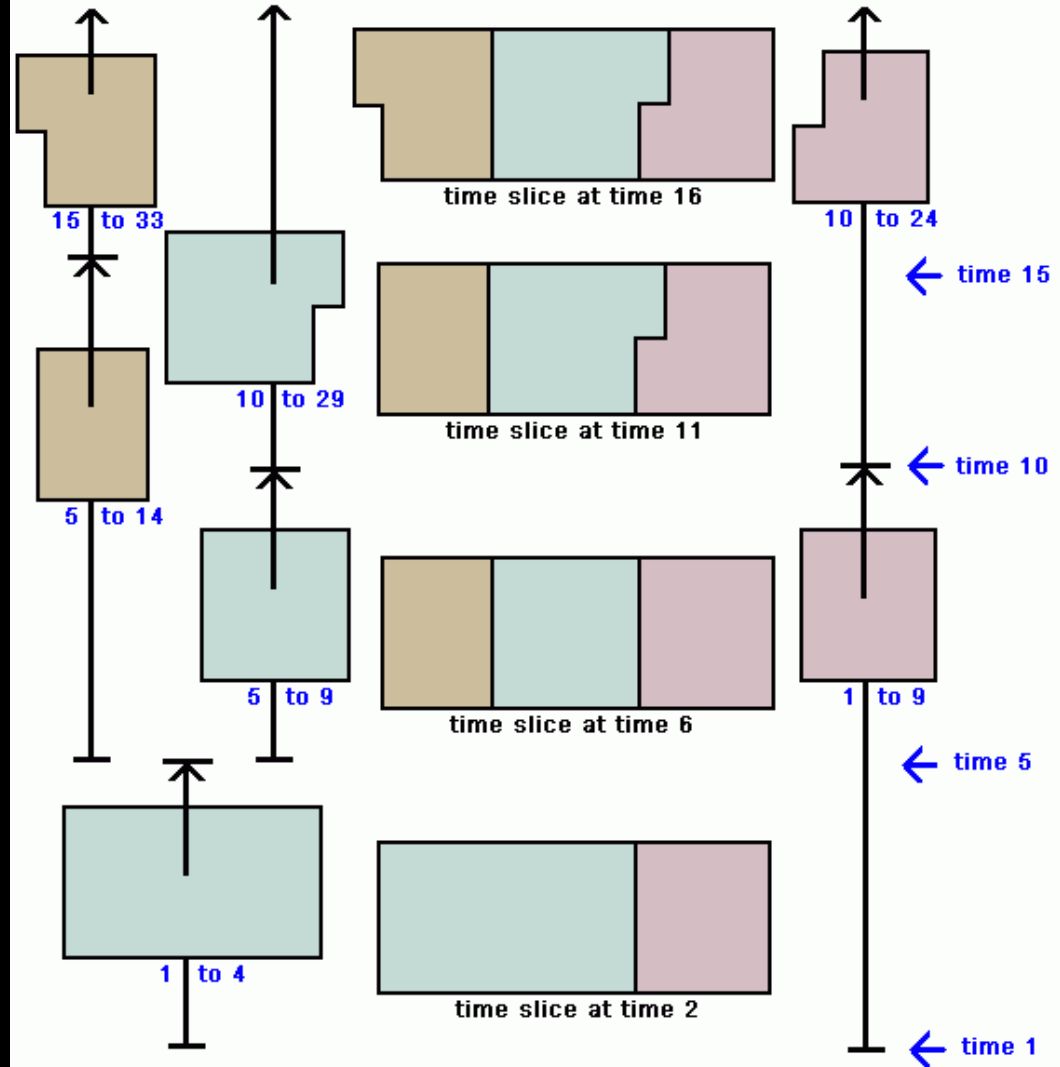 time slice at time 16
15 to 33
10 to 24
time 15
10 to 29
time slice at time 11
time 10
5 to 14
5 to 9
1 to 9
time slice at time 6
time 5
1 to 4
time slice at time 2
time 1